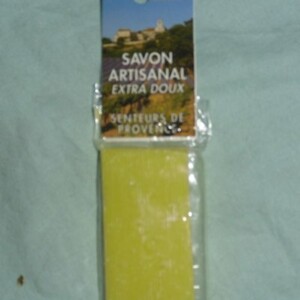 SAVON
ARTISANAL
EXTRA DOUX
SENTEURS DE
PROVENCE